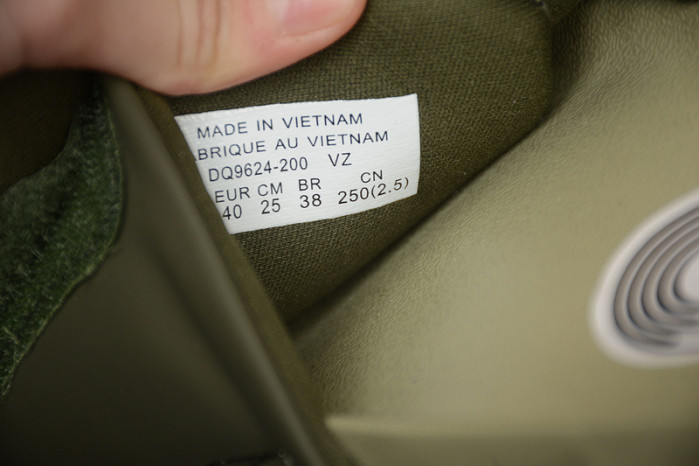 MADE IN VIETNAM
BRIQUE AU VIETNAM
DQ9624-200 VZ
EUR CM BR CN
40 25 38 250(2.5)